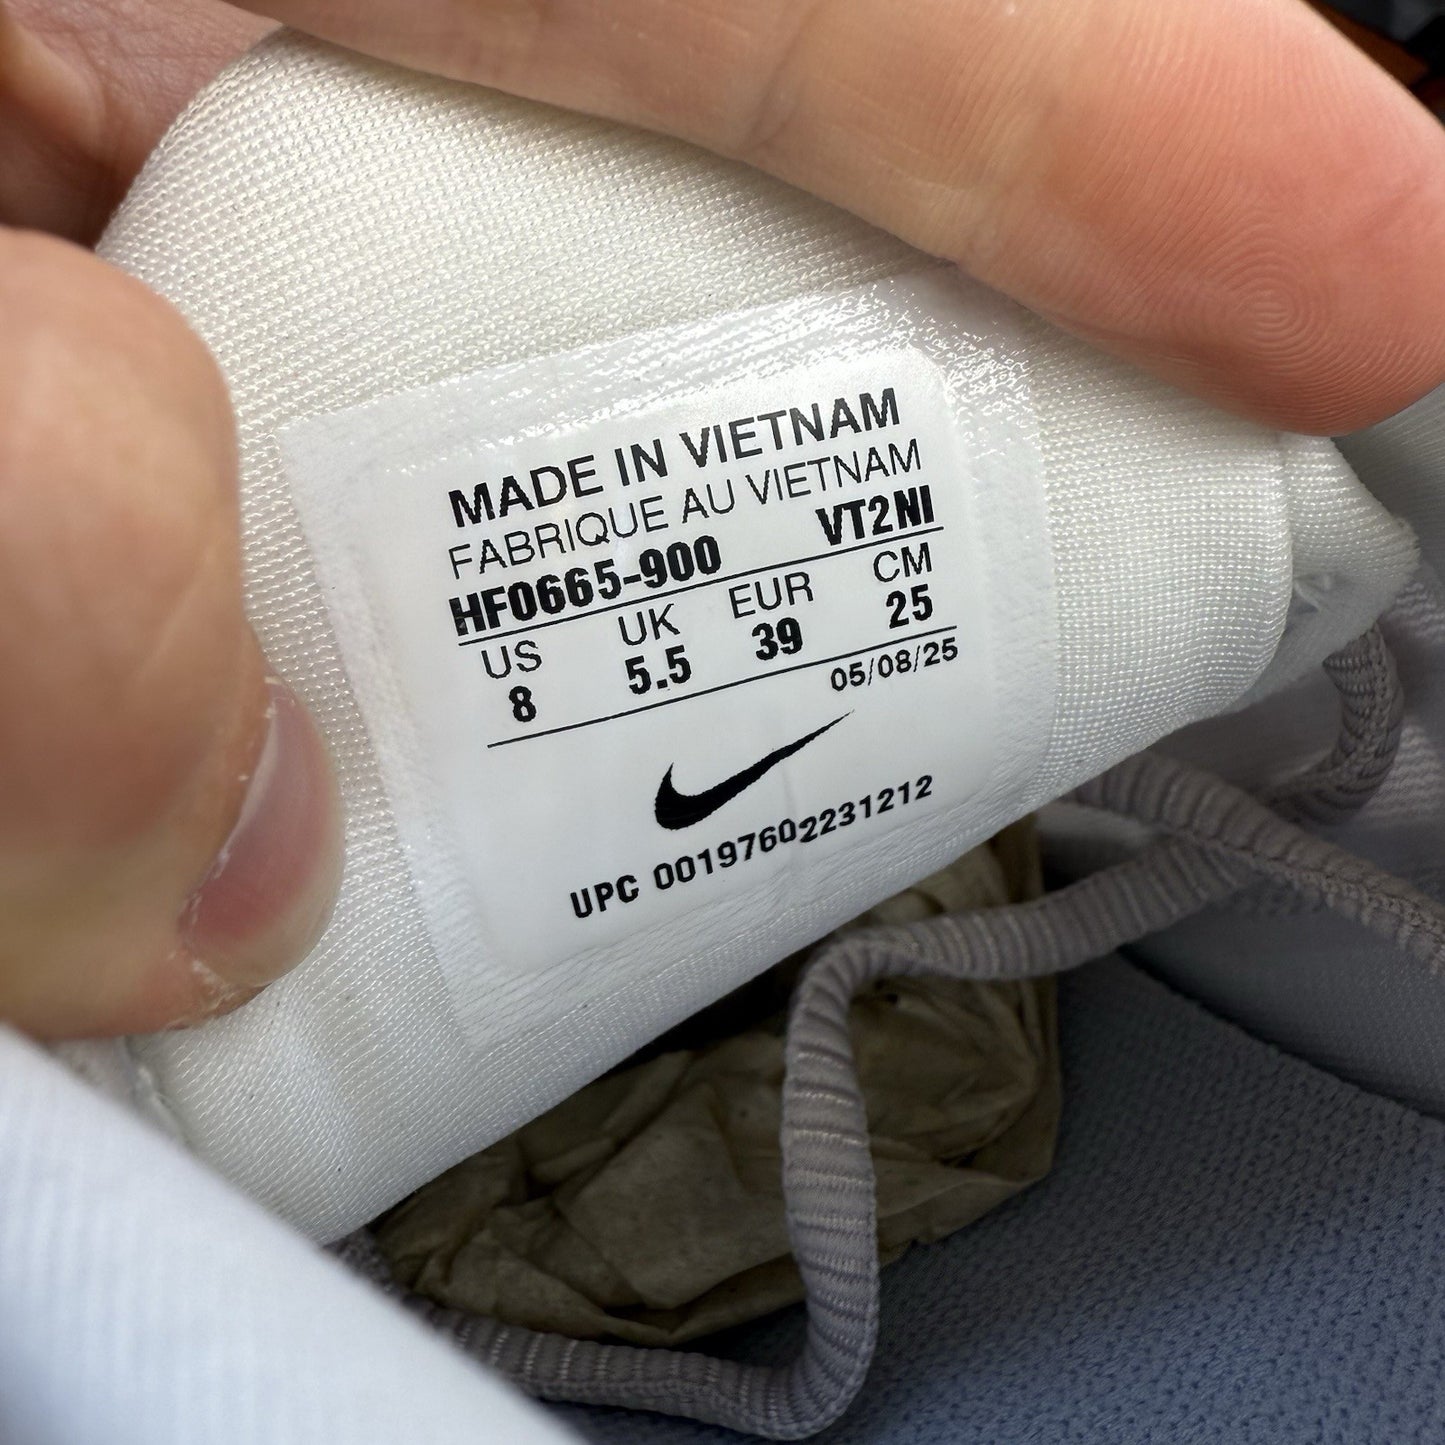 MADE IN VIETNAM
FABRIQUE AU VIETNAM
HF0665-900 VT2NI
US UK EUR CM
8 5.5 39 25
05/08/25
UPC 00197602231212